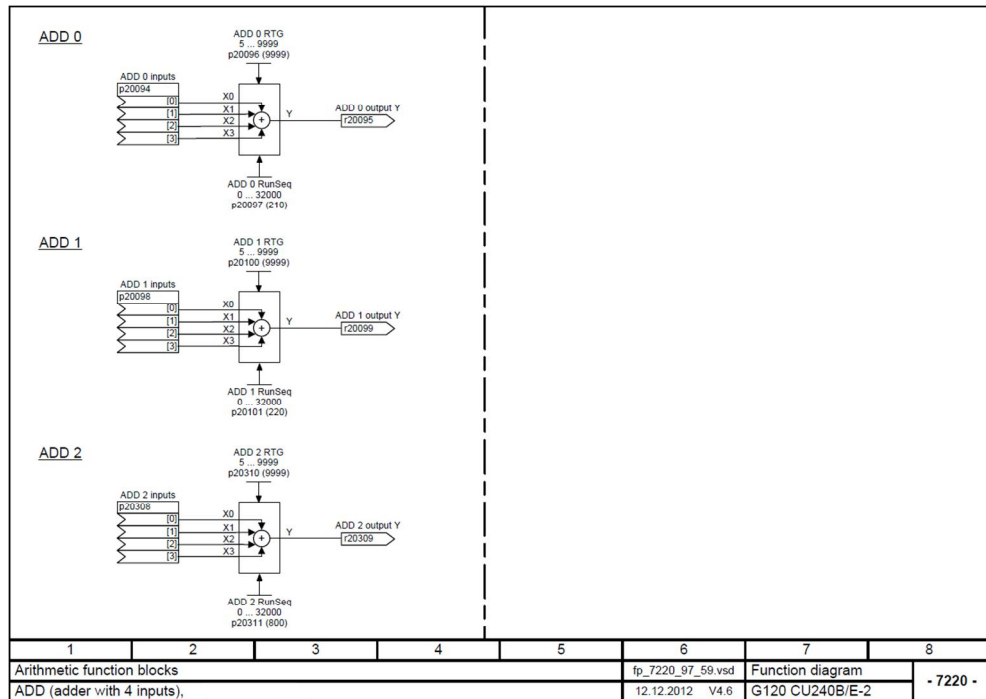 ADD 0
ADD 0 RTG
5 ... 9999
p20096 (9999)
ADD 0 inputs
p20094
[0]
[1]
[2]
[3]
X0
X1
X2
X3
+
Y
ADD 0 output Y
r20095
ADD 0 RunSeq
0 ... 32000
p20097 (210)
ADD 1
ADD 1 RTG
5 ... 9999
p20100 (9999)
ADD 1 inputs
p20098
[0]
[1]
[2]
[3]
X0
X1
X2
X3
+
Y
ADD 1 output Y
r20099
ADD 1 RunSeq
0 ... 32000
p20101 (220)
ADD 2
ADD 2 RTG
5 ... 9999
p20310 (9999)
ADD 2 inputs
p20308
[0]
[1]
[2]
[3]
X0
X1
X2
X3
+
Y
ADD 2 output Y
r20309
ADD 2 RunSeq
0 ... 32000
p20311 (800)
1 2 3 4 5 6 7 8
Arithmetic function blocks fp_7220_97_59.vsd Function diagram
- 7220 -
ADD (adder with 4 inputs), 12.12.2012 V4.6 G120 CU240B/E-2